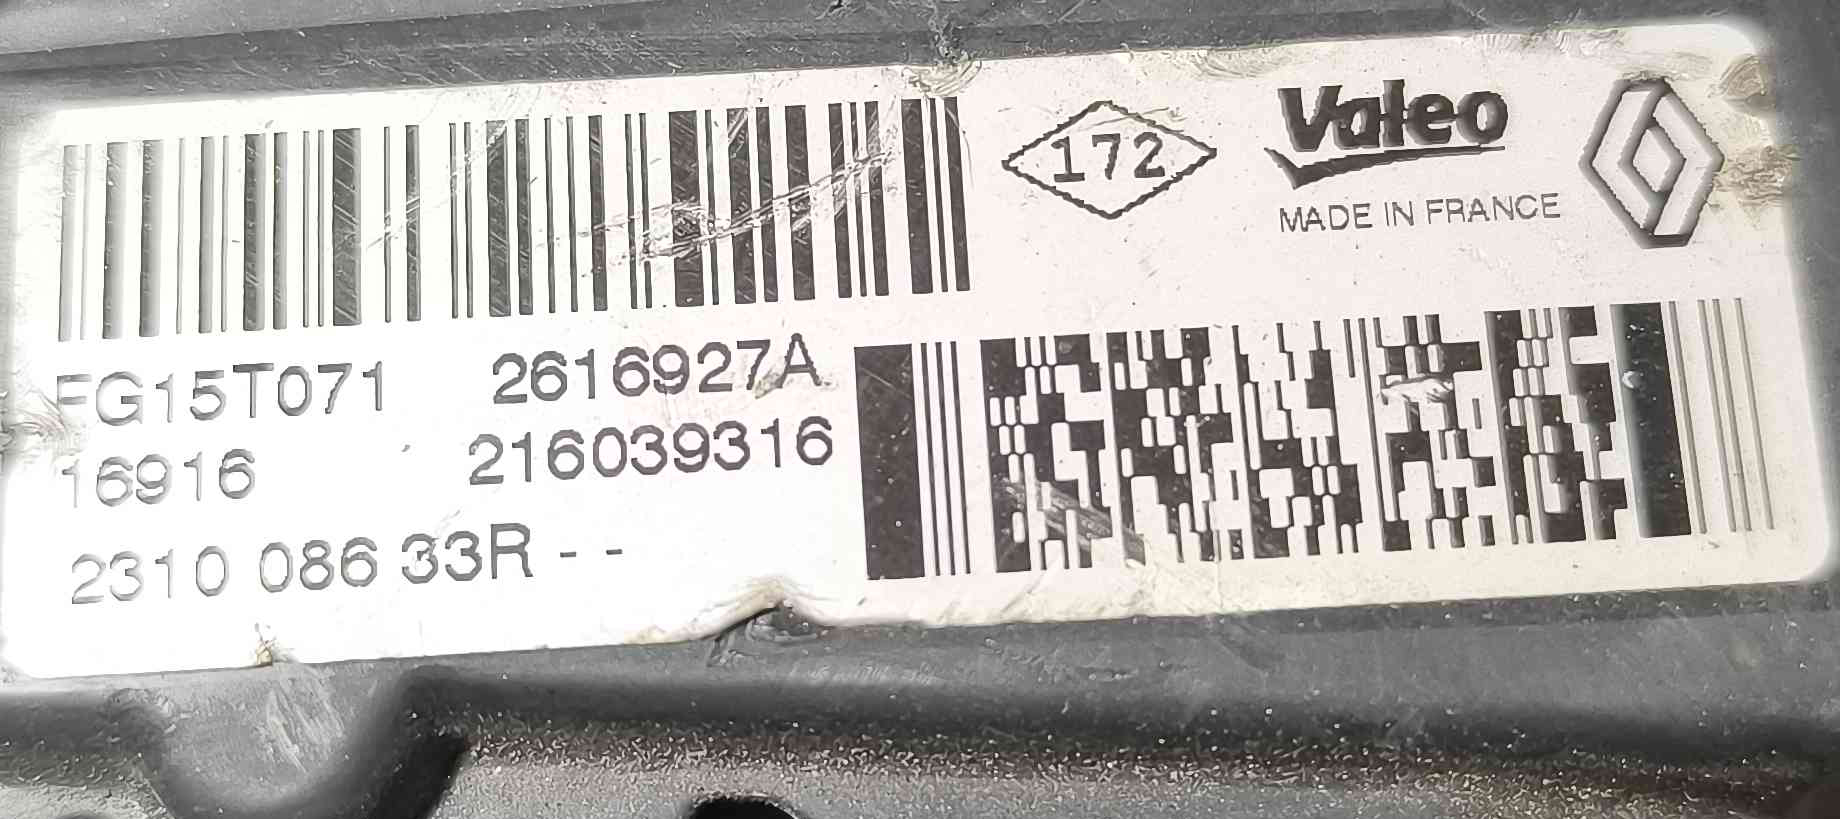 172
Valeo
MADE IN FRANCE
FG15T071 2616927A
16916 216039316
2310 086 33R - -